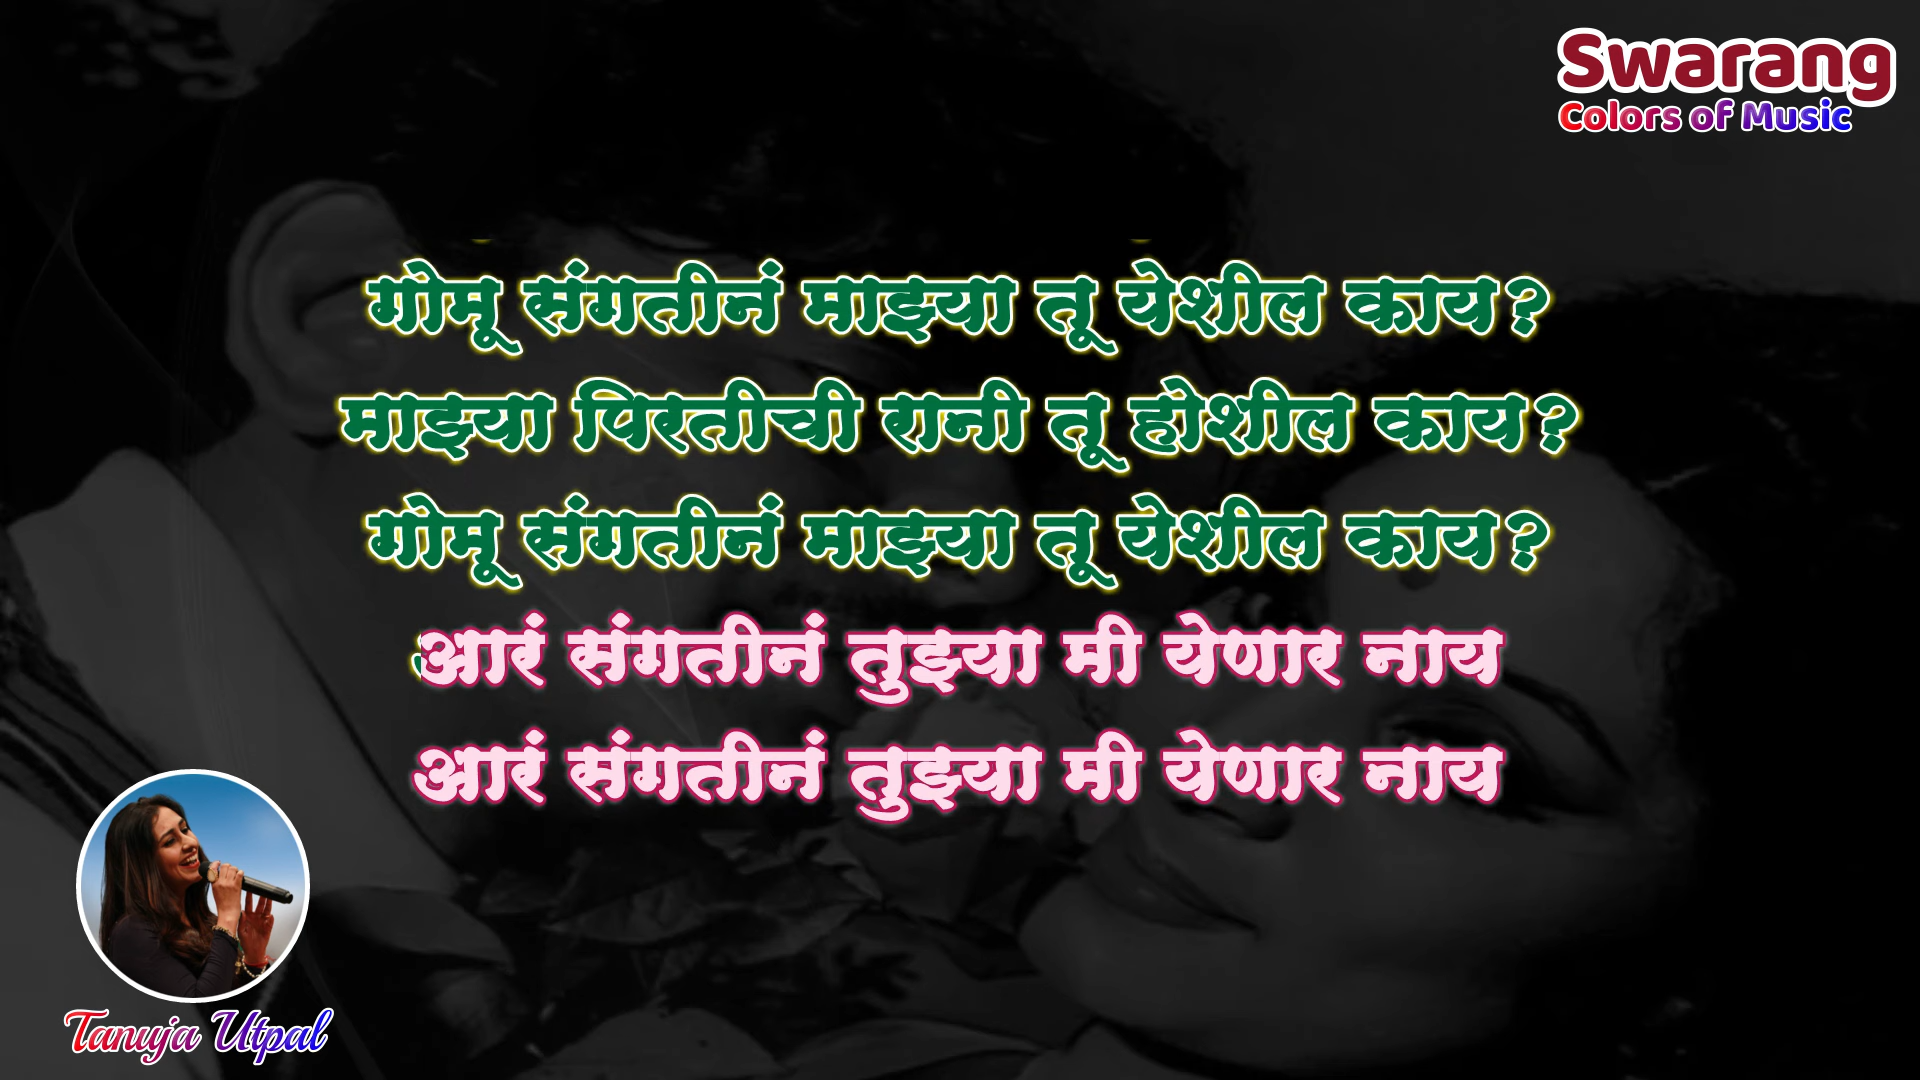 Swarang
Colors of Music
गोमू संगतीनं माझ्या तू येशील काय?
माझ्या पिरतीची रानी तू होशील काय?
गोमू संगतीनं माझ्या तू येशील काय?
आरं संगतीनं तुझ्या मी येणार नाय
आरं संगतीनं तुझ्या मी येणार नाय
Tanuja Utpal